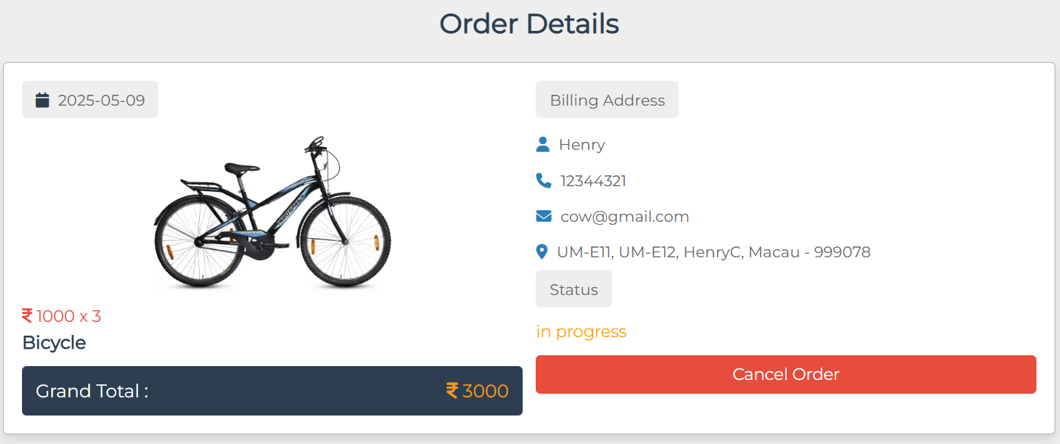 Order Details
2025-05-09
₹ 1000 x 3
Bicycle
Grand Total :
₹ 3000
Billing Address
Henry
12344321
cow@gmail.com
UM-E11, UM-E12, HenryC, Macau - 999078
Status
in progress
Cancel Order